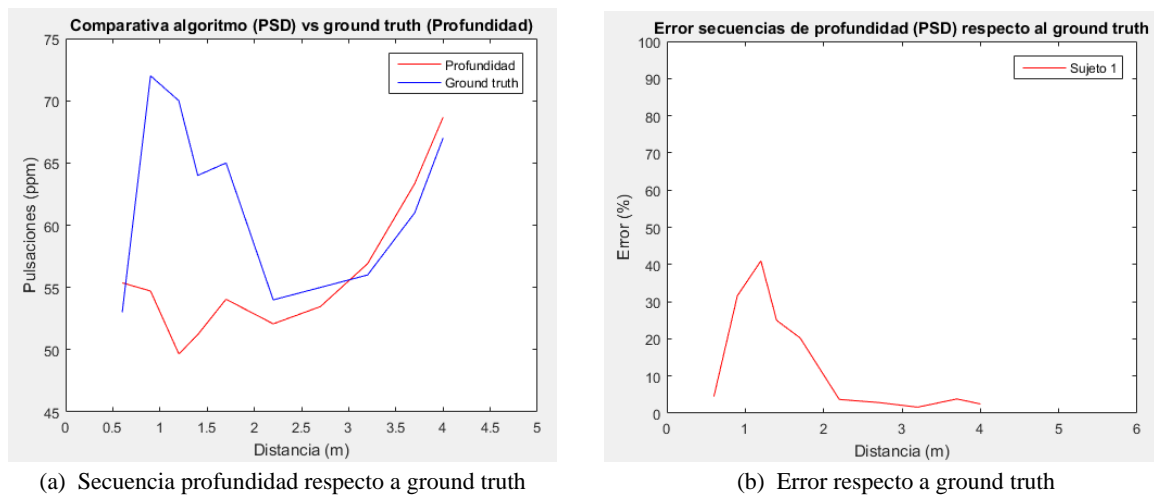 Comparativa algoritmo (PSD) vs ground truth (Profundidad)
75
70
65
60
55
50
45
Pulsaciones (ppm)
Profundidad
Ground truth
0 0.5 1 1.5 2 2.5 3 3.5 4 4.5 5
Distancia (m)
(a) Secuencia profundidad respecto a ground truth
Error secuencias de profundidad (PSD) respecto al ground truth
100
90
80
70
60
50
40
30
20
10
0
Error (%)
Sujeto 1
0 1 2 3 4 5 6
Distancia (m)
(b) Error respecto a ground truth